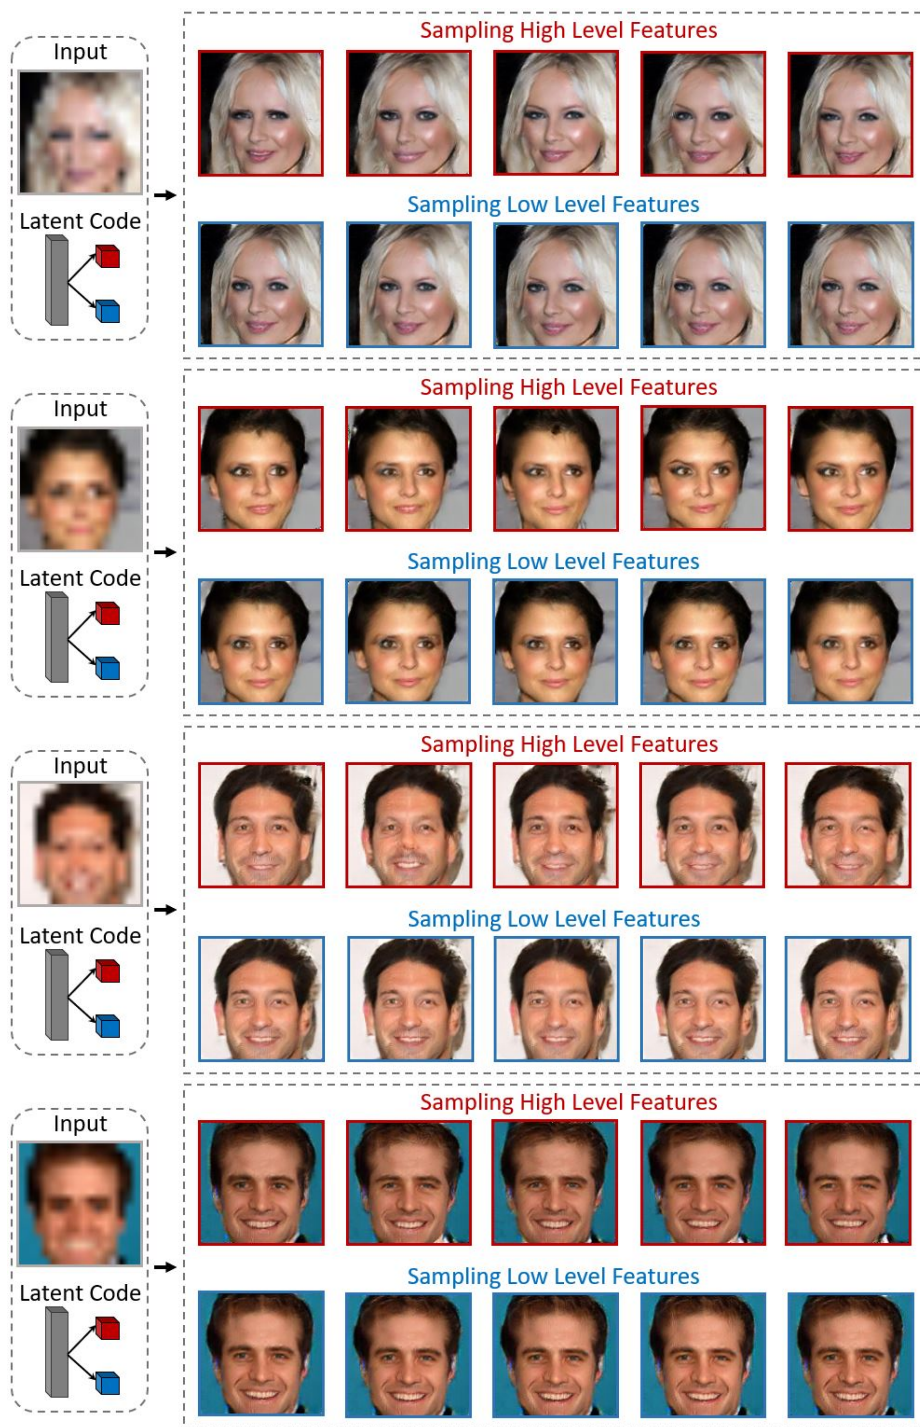 Input
Sampling High Level Features
Latent Code
Sampling Low Level Features
Input
Sampling High Level Features
Latent Code
Sampling Low Level Features
Input
Sampling High Level Features
Latent Code
Sampling Low Level Features
Input
Sampling High Level Features
Latent Code
Sampling Low Level Features